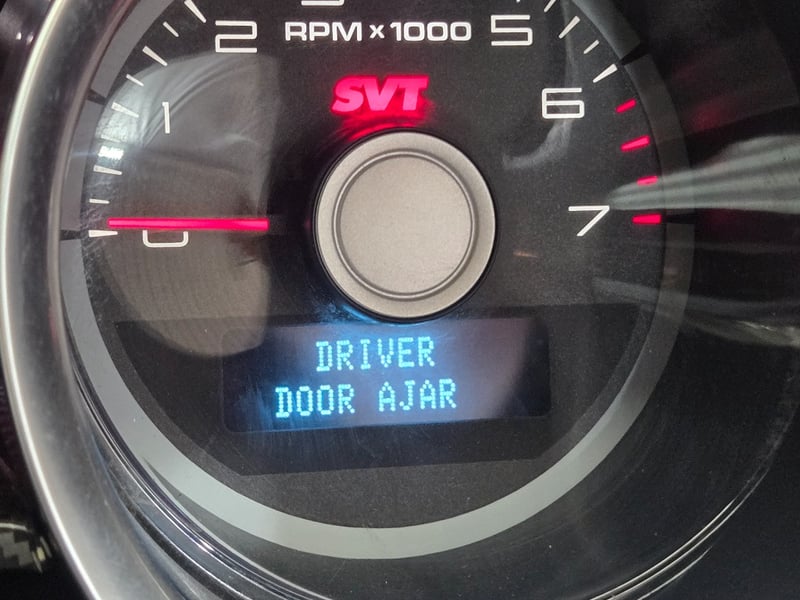 2 RPM x 1000 5
SVT
1 6
0 7
DRIVER
DOOR AJAR